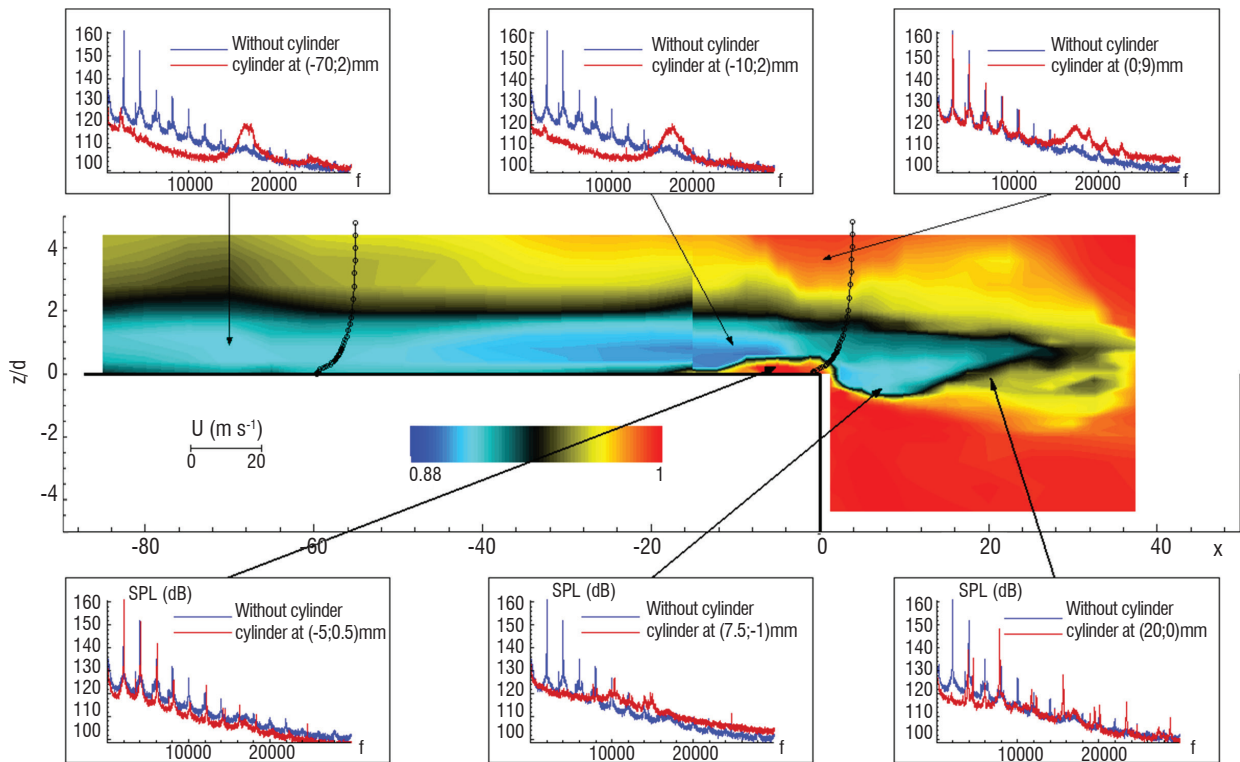 160
150
140
130
120
110
100
10000
20000
f
Without cylinder
cylinder at (-70;2)mm
160
150
140
130
120
110
100
10000
20000
f
Without cylinder
cylinder at (-10;2)mm
160
150
140
130
120
110
100
10000
20000
f
Without cylinder
cylinder at (0;9)mm
z/d
4
2
0
-2
-4
U (m s-1)
0 20
0.88 1
-80 -60 -40 -20 0 20 40 x
SPL (dB)
160
150
140
130
120
110
100
10000
20000
f
Without cylinder
cylinder at (-5;0.5)mm
SPL (dB)
160
150
140
130
120
110
100
10000
20000
f
Without cylinder
cylinder at (7.5;-1)mm
SPL (dB)
160
150
140
130
120
110
100
10000
20000
f
Without cylinder
cylinder at (20;0)mm